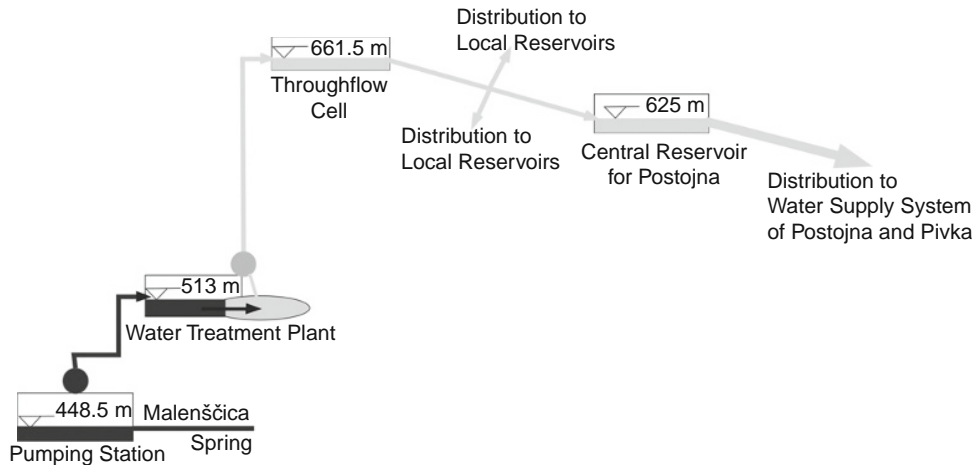 Distribution to
Local Reservoirs
661.5 m
Throughflow
Cell
625 m
Distribution to
Local Reservoirs
Central Reservoir
for Postojna
Distribution to
Water Supply System
of Postojna and Pivka
513 m
Water Treatment Plant
448.5 m
Malenščica
Spring
Pumping Station